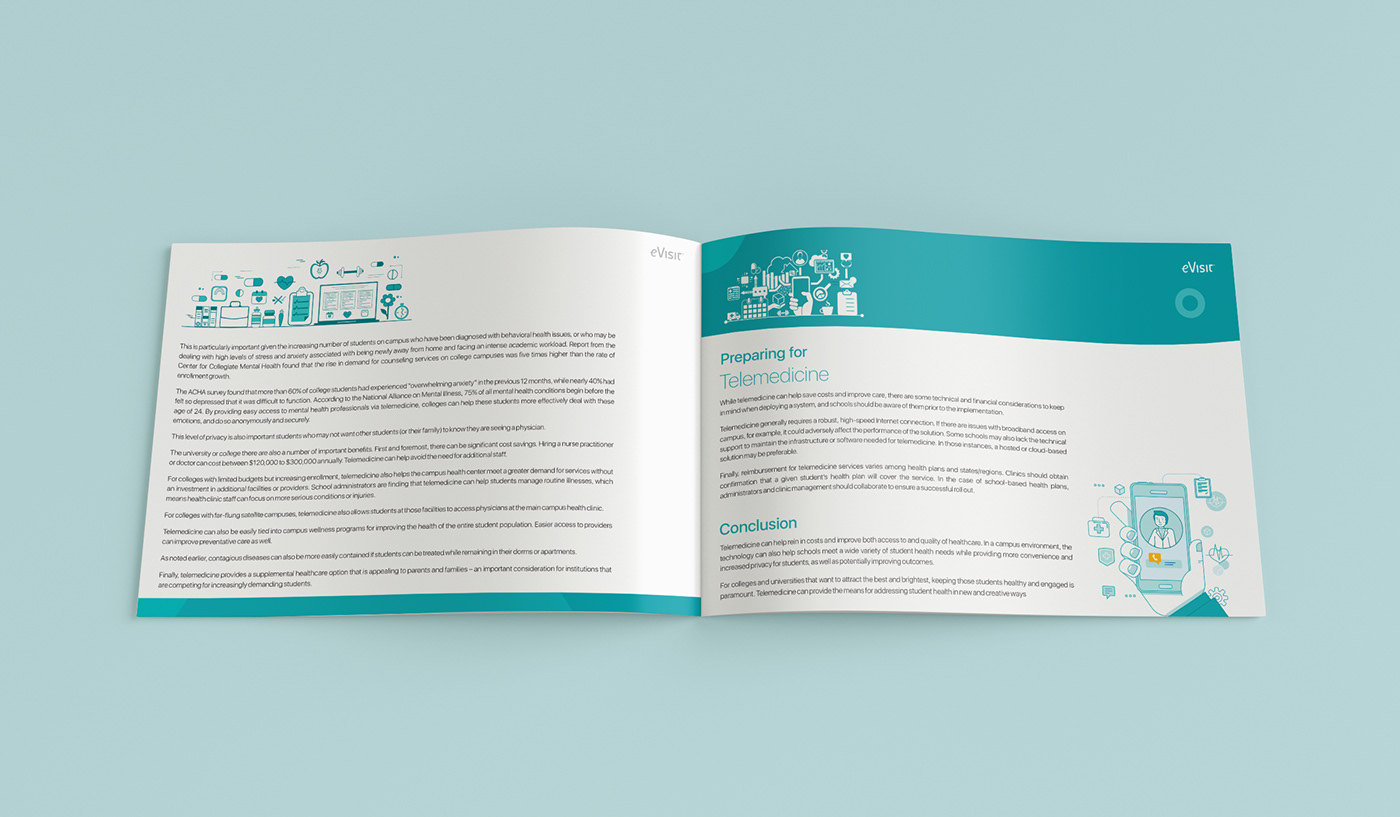 eVisit
This is particularly important given the increasing number of students on campus who have been diagnosed with behavioral health issues, or who may be
dealing with high levels of stress and anxiety associated with being newly away from home and facing an intense academic workload. Report from the
Center for Collegiate Mental Health found that the rise in demand for counseling services on college campuses was five times higher than the rate of
enrollment growth.
The ACHA survey found that more than 60% of college students had experienced "overwhelming anxiety" in the previous 12 months, while nearly 40% had
felt so depressed that it was difficult to function. According to the National Alliance on Mental Illness, 75% of all mental health conditions begin before the
age of 24. By providing easy access to mental health professionals via telemedicine, colleges can help these students more effectively deal with these
emotions, and do so anonymously and securely.
This level of privacy is also important students who may not want other students (or their family) to know they are seeing a physician.
The university or college there are also a number of important benefits. First and foremost, there can be significant cost savings. Hiring a nurse practitioner
or doctor can cost between $120,000 to $300,000 annually. Telemedicine can help avoid the need for additional staff.
For colleges with limited budgets but increasing enrollment, telemedicine also helps the campus health center meet a greater demand for services without
an investment in additional facilities or providers. School administrators are finding that telemedicine can help students manage routine illnesses, which
means health clinic staff can focus on more serious conditions or injuries.
For colleges with far-flung satellite campuses, telemedicine also allows students at those facilities to access physicians at the main campus health clinic.
Telemedicine can also be easily tied into campus wellness programs for improving the health of the entire student population. Easier access to providers
can improve preventative care as well.
As noted earlier, contagious diseases can also be more easily contained if students can be treated while remaining in their dorms or apartments.
Finally, telemedicine provides a supplemental healthcare option that is appealing to parents and families – an important consideration for institutions that
are competing for increasingly demanding students.
eVisit
Preparing for
Telemedicine
While telemedicine can help save costs and improve care, there are some technical and financial considerations to keep
in mind when deploying a system, and schools should be aware of them prior to the implementation.
Telemedicine generally requires a robust, high-speed Internet connection. If there are issues with broadband access on
campus, for example, it could adversely affect the performance of the solution. Some schools may also lack the technical
support to maintain the infrastructure or software needed for telemedicine. In those instances, a hosted or cloud-based
solution may be preferable.
Finally, reimbursement for telemedicine services varies among health plans and states/regions. Clinics should obtain
confirmation that a given student's health plan will cover the service. In the case of school-based health plans,
administrators and clinic management should collaborate to ensure a successful roll out.
Conclusion
Telemedicine can help rein in costs and improve both access to and quality of healthcare. In a campus environment, the
technology can also help schools meet a wide variety of student health needs while providing more convenience and
increased privacy for students, as well as potentially improving outcomes.
For colleges and universities that want to attract the best and brightest, keeping those students healthy and engaged is
paramount. Telemedicine can provide the means for addressing student health in new and creative ways